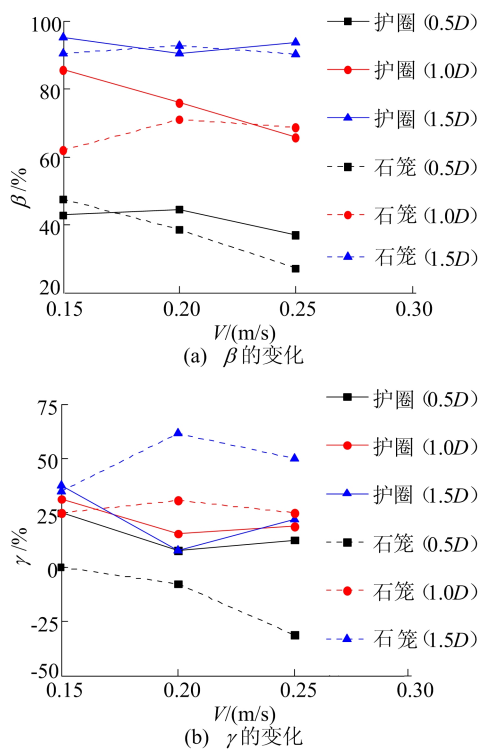 100
80
60
40
20
β/%
0.15 0.20 0.25 0.30
V/(m/s)
护圈(0.5D)
护圈(1.0D)
护圈(1.5D)
石笼(0.5D)
石笼(1.0D)
石笼(1.5D)
(a) β的变化
75
50
25
0
-25
-50
γ/%
0.15 0.20 0.25 0.30
V/(m/s)
护圈(0.5D)
护圈(1.0D)
护圈(1.5D)
石笼(0.5D)
石笼(1.0D)
石笼(1.5D)
(b) γ的变化